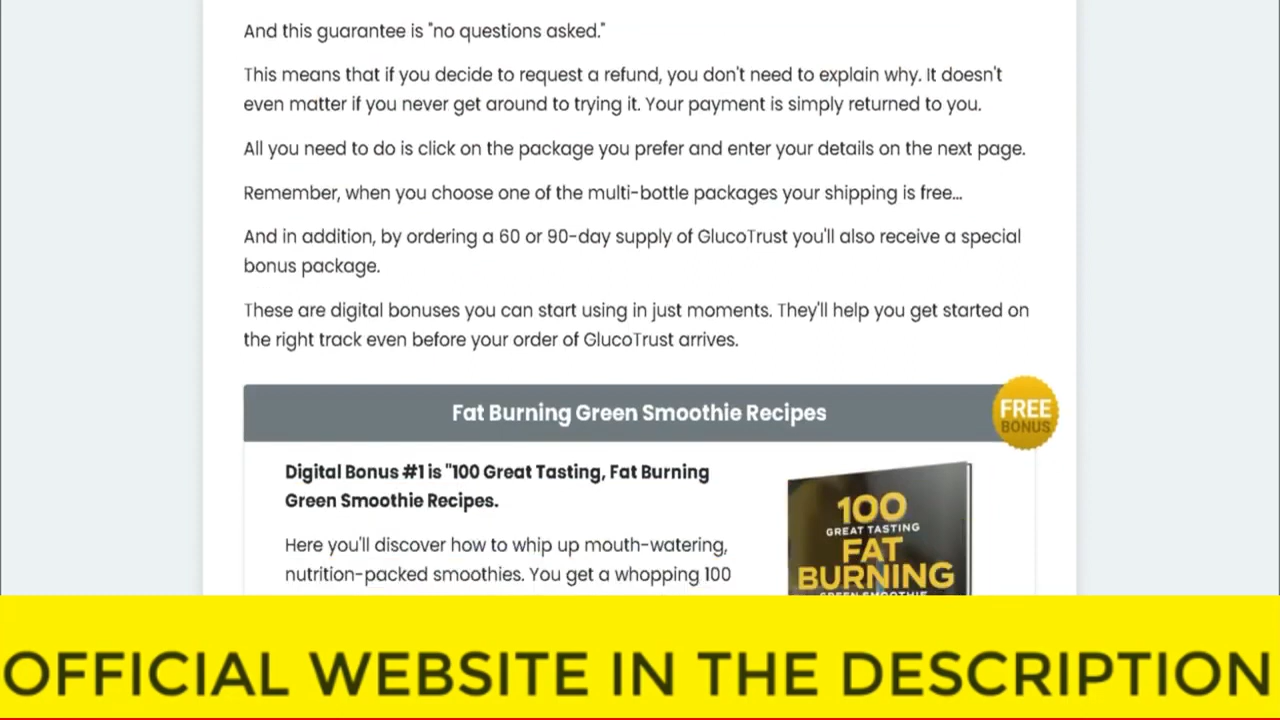 And this guarantee is "no questions asked."
This means that if you decide to request a refund, you don't need to explain why. It doesn't
even matter if you never get around to trying it. Your payment is simply returned to you.
All you need to do is click on the package you prefer and enter your details on the next page.
Remember, when you choose one of the multi-bottle packages your shipping is free...
And in addition, by ordering a 60 or 90-day supply of GlucoTrust you'll also receive a special
bonus package.
These are digital bonuses you can start using in just moments. They'll help you get started on
the right track even before your order of GlucoTrust arrives.
Fat Burning Green Smoothie Recipes
FREE
BONUS
Digital Bonus #1 is "100 Great Tasting, Fat Burning
Green Smoothie Recipes.
Here you'll discover how to whip up mouth-watering,
nutrition-packed smoothies. You get a whopping 100
100
GREAT TASTING
FAT
BURNING
GREEN SMOOTHIE
OFFICIAL WEBSITE IN THE DESCRIPTION